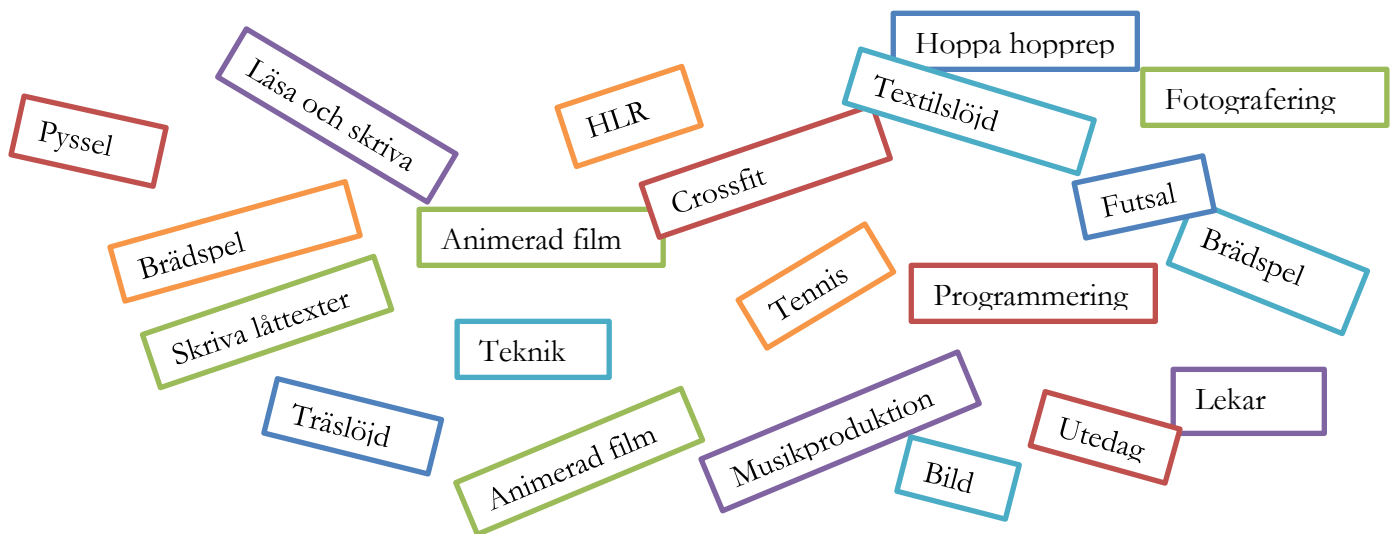 Hoppa hopprep
Läsa och skriva
Fotografering
Textilslöjd
HLR
Pyssel
Crossfit
Futsal
Brädspel
Animerad film
Brädspel
Tennis
Programmering
Skriva låttexter
Teknik
Lekar
Träslöjd
Musikproduktion
Utedag
Animerad film
Bild